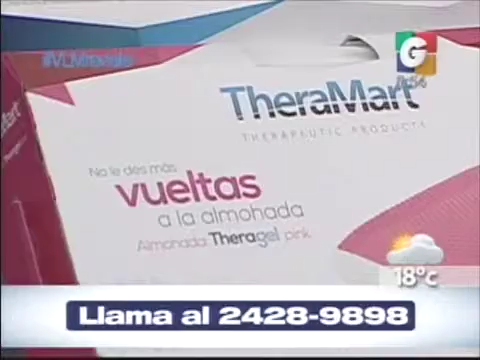 G
TheraMart
THERAPEUTIC PRODUCTS
No le des más
vueltas
a la almohada
Almohada Theragel pink
18°C
Llama al 2428-9898